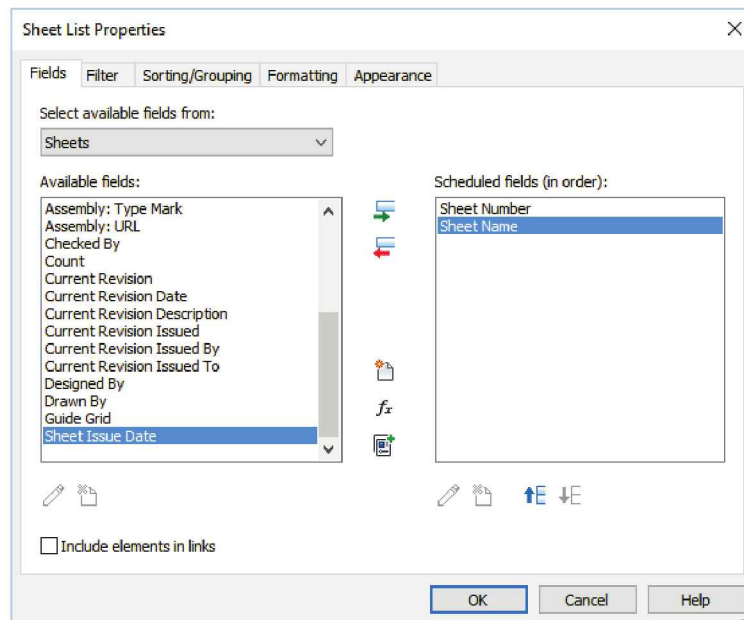 Sheet List Properties
Fields Filter Sorting/Grouping Formatting Appearance
Select available fields from:
Sheets
Available fields:
Assembly: Type Mark
Assembly: URL
Checked By
Count
Current Revision
Current Revision Date
Current Revision Description
Current Revision Issued
Current Revision Issued By
Current Revision Issued To
Designed By
Drawn By
Guide Grid
Sheet Issue Date
fx
Scheduled fields (in order):
Sheet Number
Sheet Name
Include elements in links
OK Cancel Help